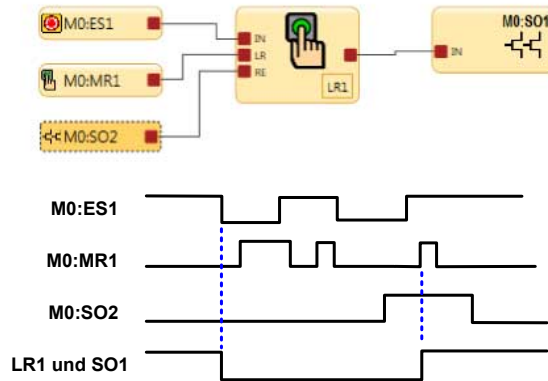 M0:ES1
M0:MR1
M0:SO2
IN
LR
RE
LR1
M0:SO1
IN
M0:ES1
M0:MR1
M0:SO2
LR1 und SO1